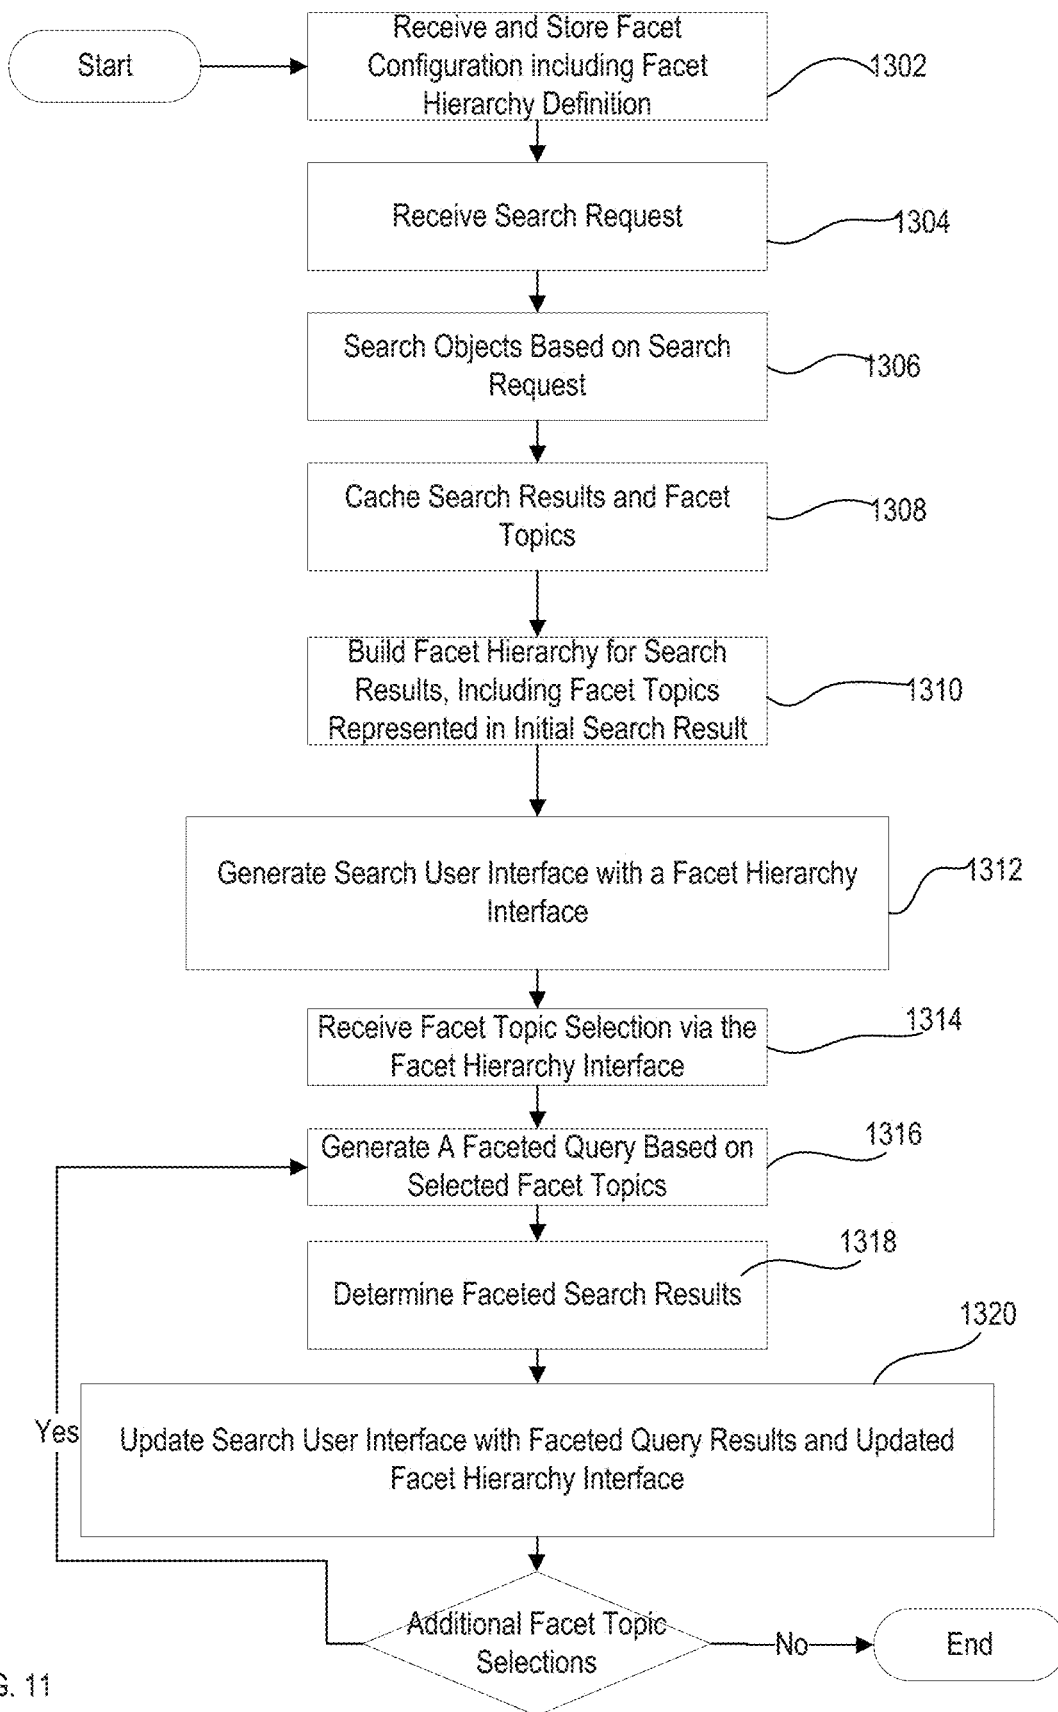 Start
Receive and Store Facet
Configuration including Facet
Hierarchy Definition
1302
Receive Search Request
1304
Search Objects Based on Search
Request
1306
Cache Search Results and Facet
Topics
1308
Build Facet Hierarchy for Search
Results, Including Facet Topics
Represented in Initial Search Result
1310
Generate Search User Interface with a Facet Hierarchy
Interface
1312
Receive Facet Topic Selection via the
Facet Hierarchy Interface
1314
Generate A Faceted Query Based on
Selected Facet Topics
1316
Determine Faceted Search Results
1318
1320
Update Search User Interface with Faceted Query Results and Updated
Facet Hierarchy Interface
Yes
Additional Facet Topic
Selections
No
End
G. 11